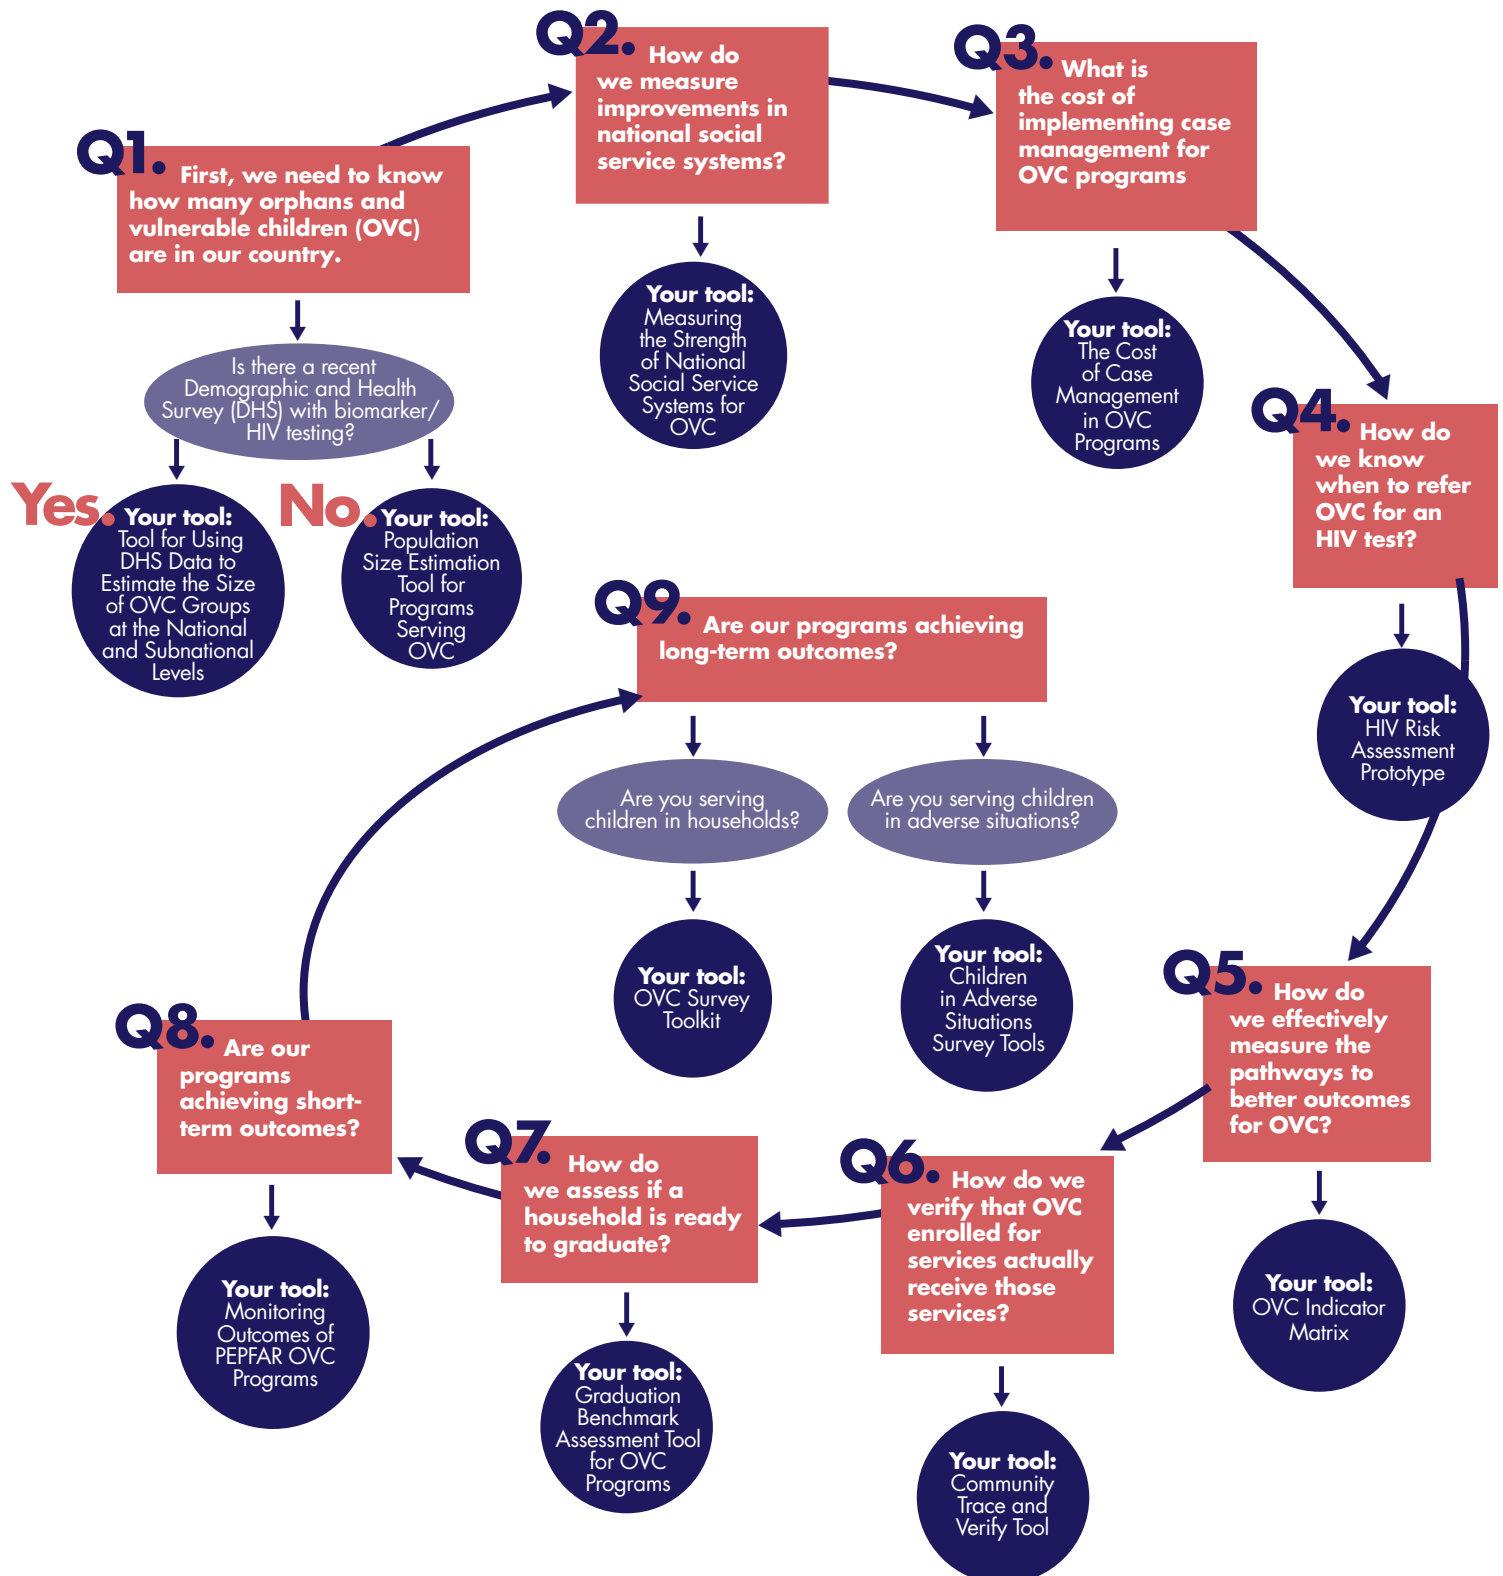 Q1. First, we need to know
how many orphans and
vulnerable children (OVC)
are in our country.
Is there a recent
Demographic and Health
Survey (DHS) with biomarker/
HIV testing?
Yes.
Your tool:
Tool for Using
DHS Data to
Estimate the Size
of OVC Groups
at the National
and Subnational
Levels
No.
Your tool:
Population
Size Estimation
Tool for
Programs
Serving
OVC
Q2. How do
we measure
improvements in
national social
service systems?
Your tool:
Measuring
the Strength
of National
Social Service
Systems for
OVC
Q3. What is
the cost of
implementing case
management for
OVC programs
Your tool:
The Cost
of Case
Management
in OVC
Programs
Q4. How do
we know
when to refer
OVC for an
HIV test?
Your tool:
HIV Risk
Assessment
Prototype
Q5. How do
we effectively
measure the
pathways to
better outcomes
for OVC?
Your tool:
OVC Indicator
Matrix
Q6. How do we
verify that OVC
enrolled for
services actually
receive those
services?
Your tool:
Community
Trace and
Verify Tool
Q7. How do
we assess if a
household is ready
to graduate?
Your tool:
Graduation
Benchmark
Assessment Tool
for OVC
Programs
Q8. Are our
programs
achieving short-
term outcomes?
Your tool:
Monitoring
Outcomes of
PEPFAR OVC
Programs
Q9. Are our programs achieving
long-term outcomes?
Are you serving
children in households?
Your tool:
OVC Survey
Toolkit
Are you serving children
in adverse situations?
Your tool:
Children
in Adverse
Situations
Survey Tools